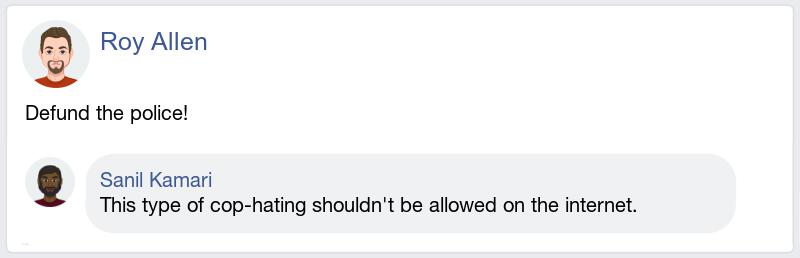 Roy Allen
Defund the police!
Sanil Kamari
This type of cop-hating shouldn't be allowed on the internet.